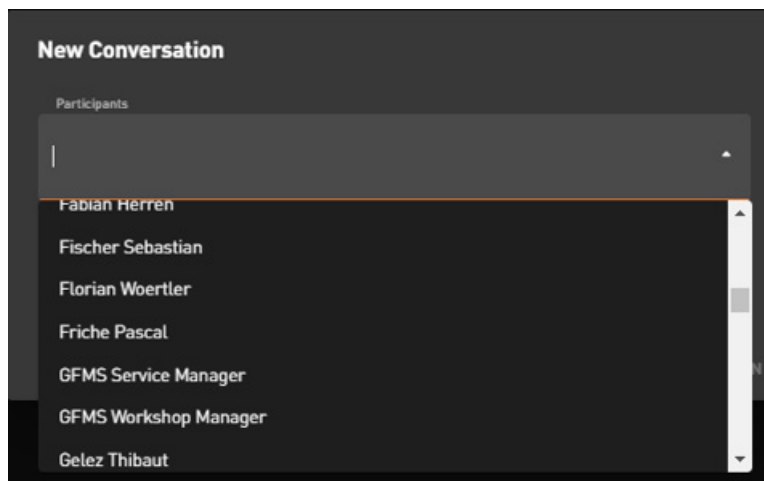 New Conversation
Participants
Fabian Herren
Fischer Sebastian
Florian Woertler
Friche Pascal
GFMS Service Manager
GFMS Workshop Manager
Gelez Thibaut